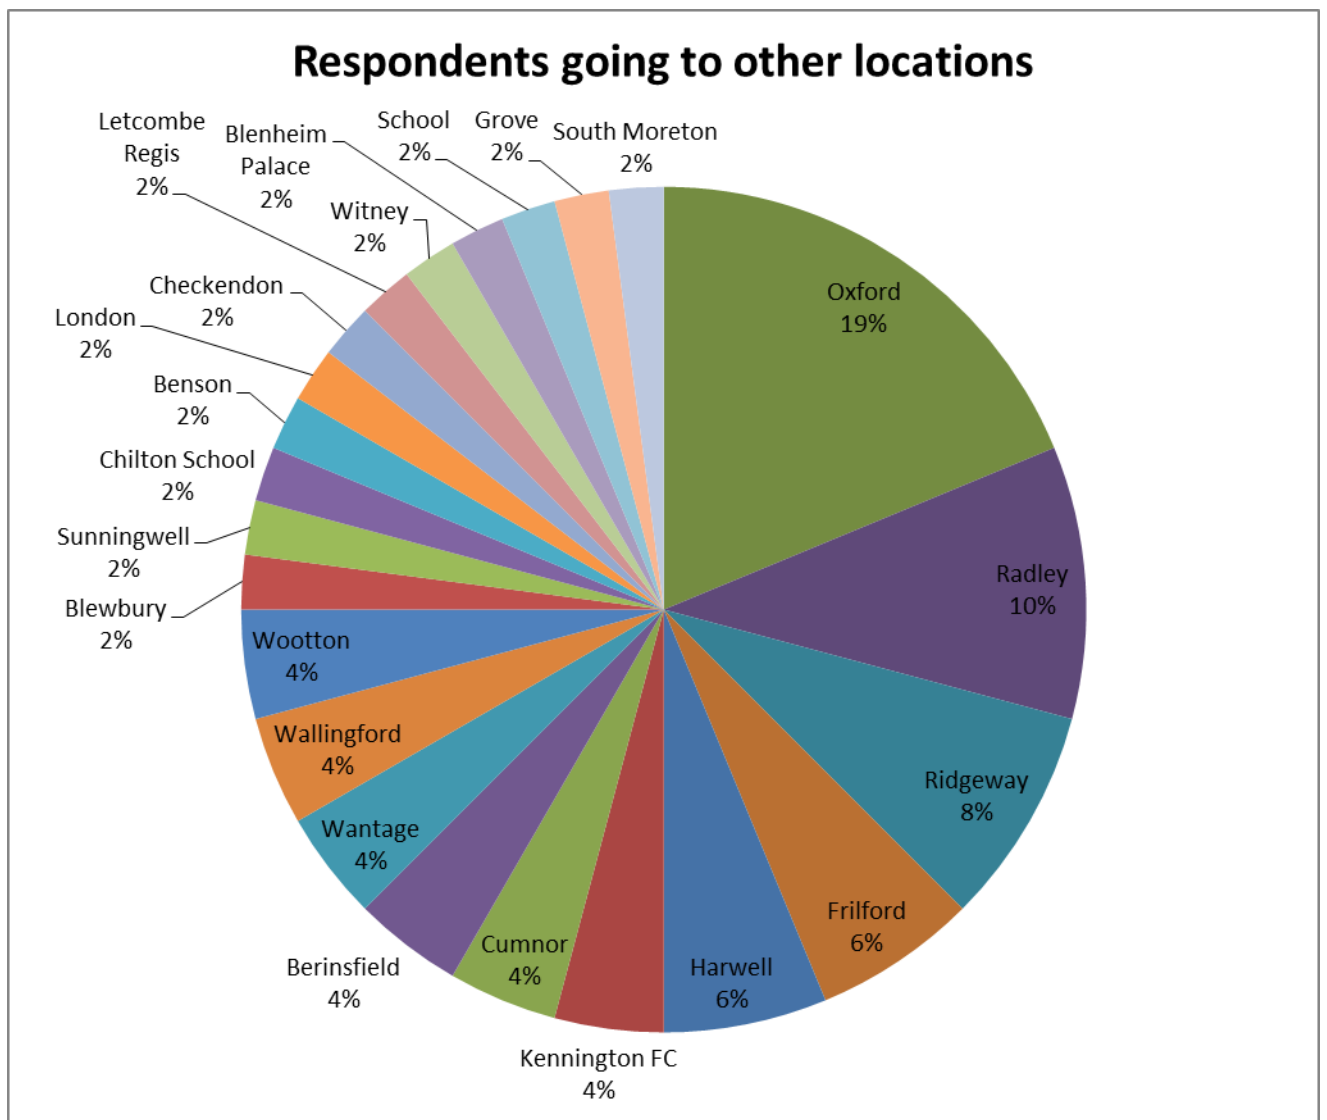 Respondents going to other locations
Oxford
19%
Radley
10%
Ridgeway
8%
Frilford
6%
Harwell
6%
Kennington FC
4%
Cumnor
4%
Berinsfield
4%
Wantage
4%
Wallingford
4%
Wootton
4%
Blewbury
2%
Sunningwell
2%
Chilton School
2%
Benson
2%
London
2%
Checkendon
2%
Letcombe
Regis
2%
Witney
2%
Blenheim
Palace
2%
School
2%
Grove
2%
South Moreton
2%